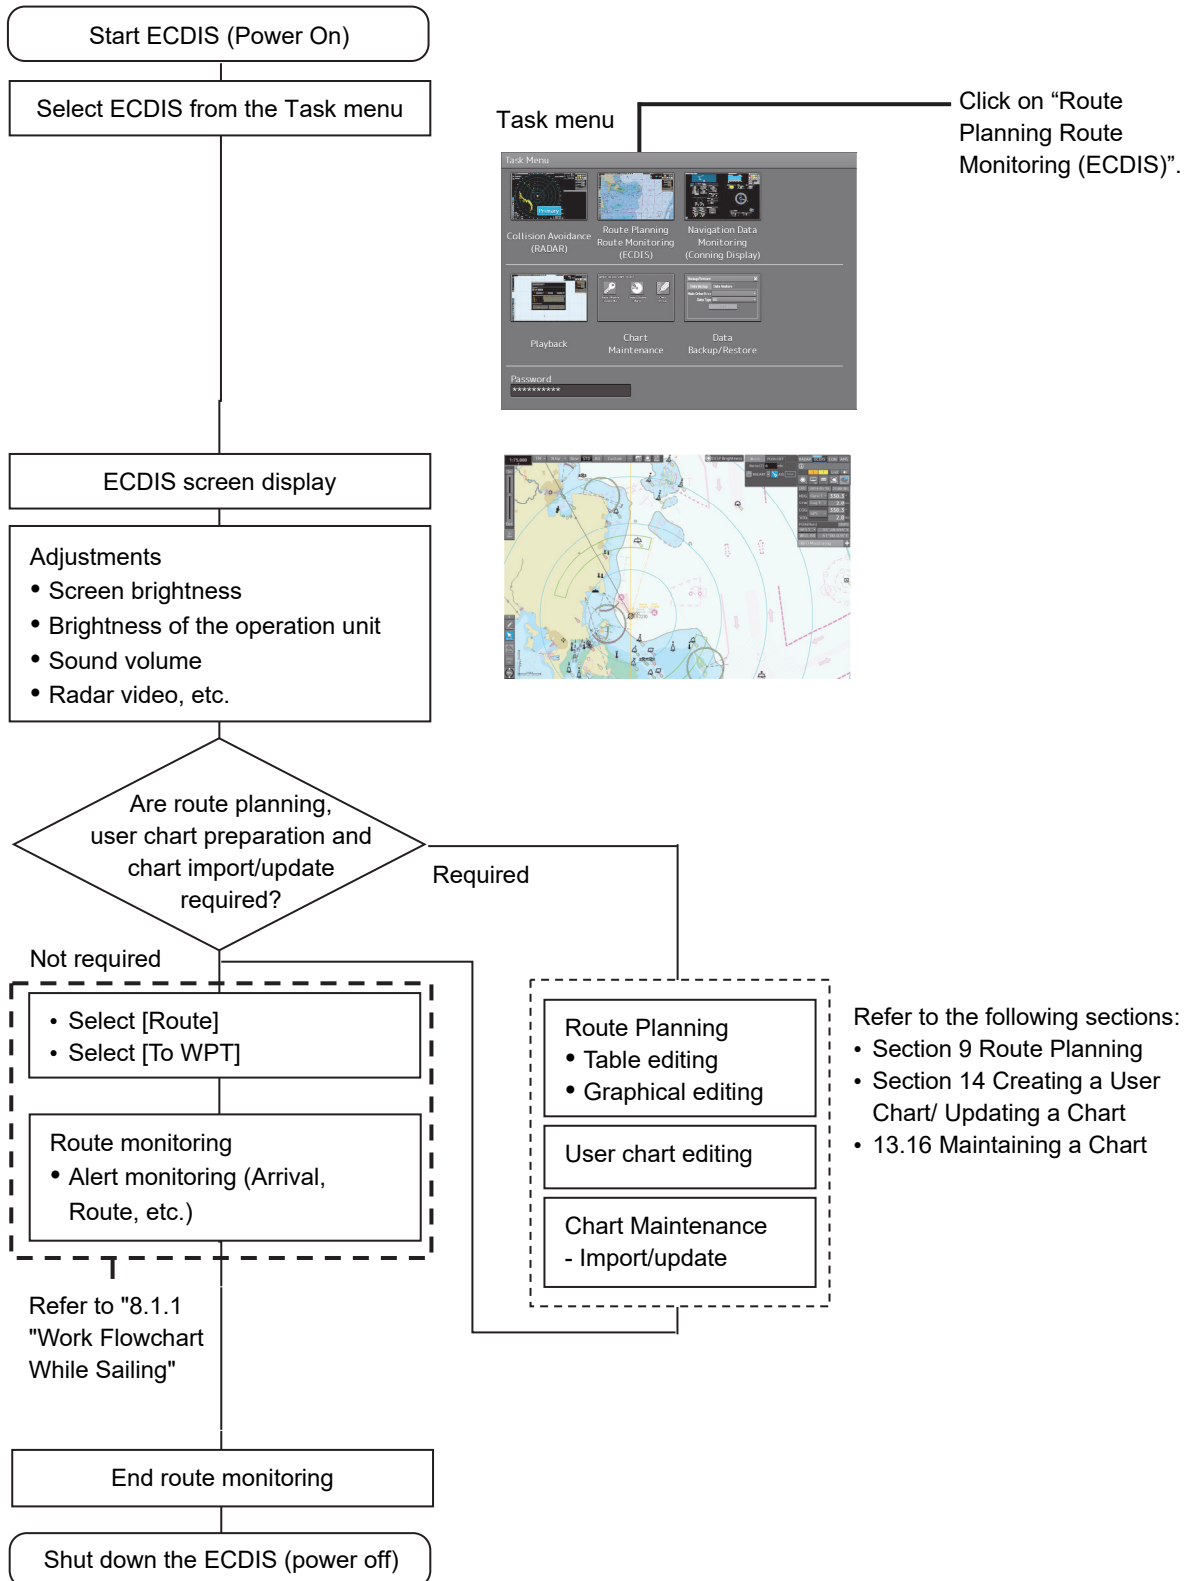 Start ECDIS (Power On)
Select ECDIS from the Task menu
Task menu
Click on “Route
Planning Route
Monitoring (ECDIS)”.
Task Menu
Primary
Collision Avoidance
(RADAR)
Route Planning
Route Monitoring
(ECDIS)
Navigation Data
Monitoring
(Conning Display)
Playback
Chart
Maintenance
Data
Backup/Restore
Password
**********
ECDIS screen display
1:75,000
Adjustments
• Screen brightness
• Brightness of the operation unit
• Sound volume
• Radar video, etc.
Are route planning,
user chart preparation and
chart import/update
required?
Required
Not required
• Select [Route]
• Select [To WPT]
Route monitoring
• Alert monitoring (Arrival,
Route, etc.)
Refer to "8.1.1
"Work Flowchart
While Sailing"
Route Planning
• Table editing
• Graphical editing
User chart editing
Chart Maintenance
- Import/update
Refer to the following sections:
• Section 9 Route Planning
• Section 14 Creating a User
Chart/ Updating a Chart
• 13.16 Maintaining a Chart
End route monitoring
Shut down the ECDIS (power off)